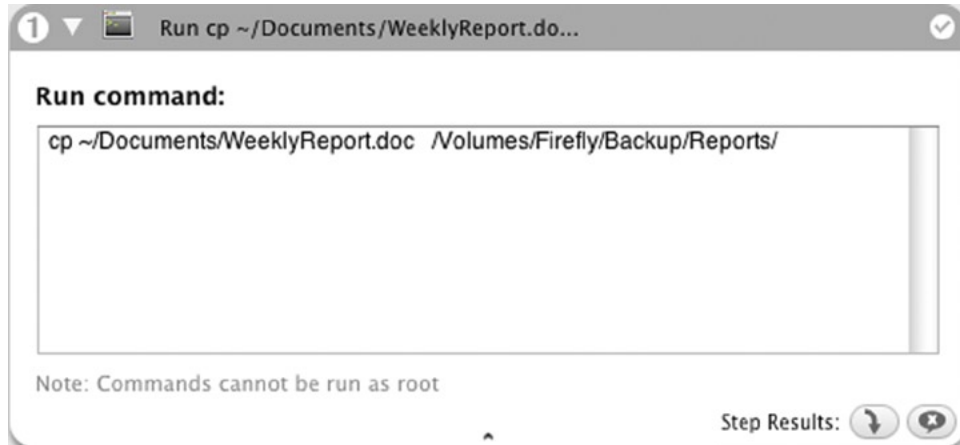 1 Run cp ~/Documents/WeeklyReport.do...
Run command:
cp ~/Documents/WeeklyReport.doc /Volumes/Firefly/Backup/Reports/
Note: Commands cannot be run as root
Step Results: